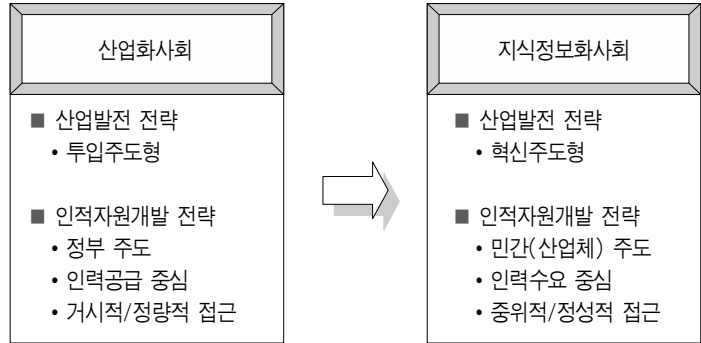 산업화사회
■ 산업발전 전략
• 투입주도형
■ 인적자원개발 전략
• 정부 주도
• 인력공급 중심
• 거시적/정량적 접근
지식정보화사회
■ 산업발전 전략
• 혁신주도형
■ 인적자원개발 전략
• 민간(산업체) 주도
• 인력수요 중심
• 중위적/정성적 접근